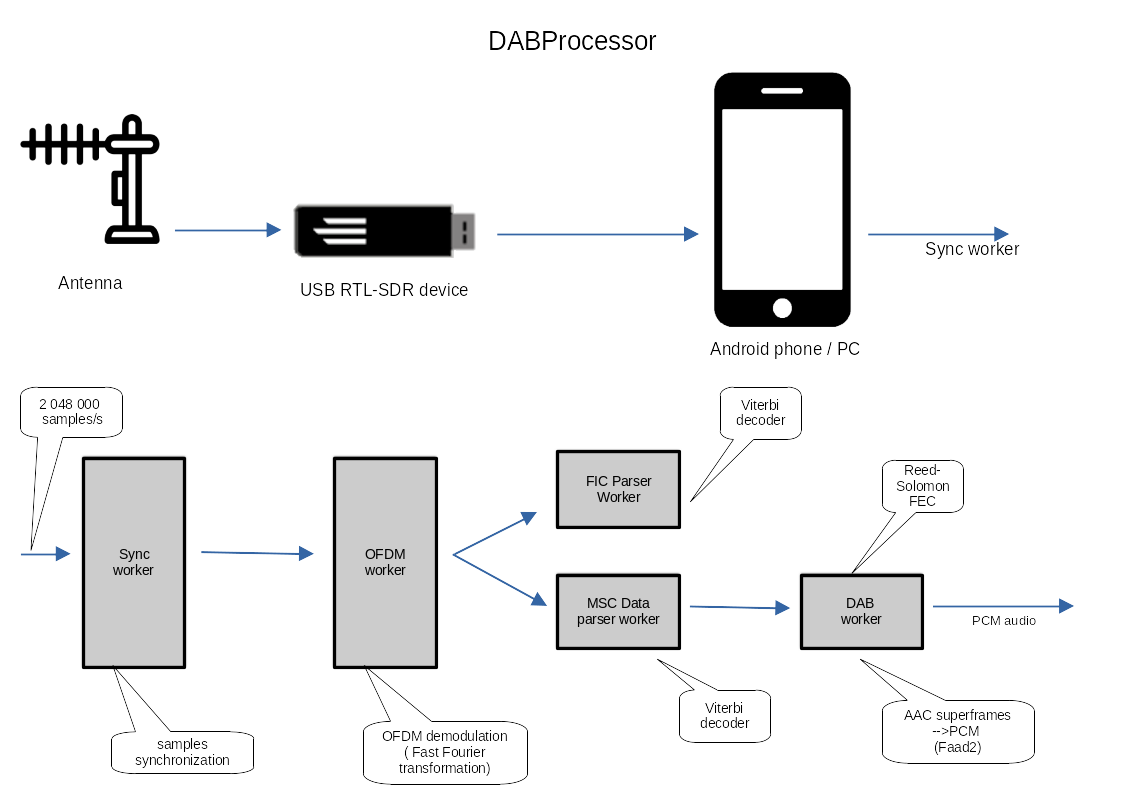 DABProcessor
Antenna
USB RTL-SDR device
Android phone / PC
Sync worker
2 048 000
samples/s
Sync
worker
samples
synchronization
OFDM
worker
OFDM demodulation
( Fast Fourier
transformation)
FIC Parser
Worker
Viterbi
decoder
MSC Data
parser worker
Viterbi
decoder
DAB
worker
Reed-
Solomon
FEC
AAC superframes
-->PCM
(Faad2)
PCM audio